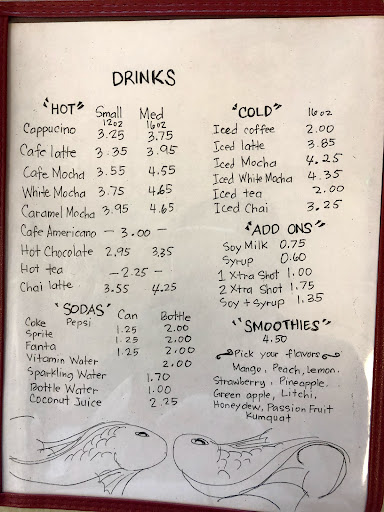 DRINKS
"HOT" Small Med
12oz 16oz
Cappucino 3.25 3.75
Cafe latte 3.35 3.95
Cafe Mocha 3.55 4.55
White Mocha 3.75 4.65
Caramel Mocha 3.95 4.65
Cafe Americano - 3.00 -
Hot Chocolate 2.95 3.35
Hot tea - 2.25 -
Chai latte 3.55 4.25
"SODAS" Can Bottle
Coke Pepsi 1.25 2.00
Sprite 1.25 2.00
Fanta 1.25 2.00
Vitamin Water 2.00
Sparkling Water 1.70
Bottle Water 1.00
Coconut Juice 2.25
"COLD" 16oz
Iced coffee 2.00
Iced latte 3.85
Iced Mocha 4.25
Iced White Mocha 4.35
Iced tea 2.00
Iced Chai 3.25
"ADD ONS"
Soy Milk 0.75
Syrup 0.60
1 Xtra Shot 1.00
2 Xtra Shot 1.75
Soy + Syrup 1.35
"SMOOTHIES"
4.50
Pick your flavors
Mango, Peach, Lemon.
Strawberry, Pineapple.
Green apple, Litchi,
Honeydew, Passion Fruit
Kumquat